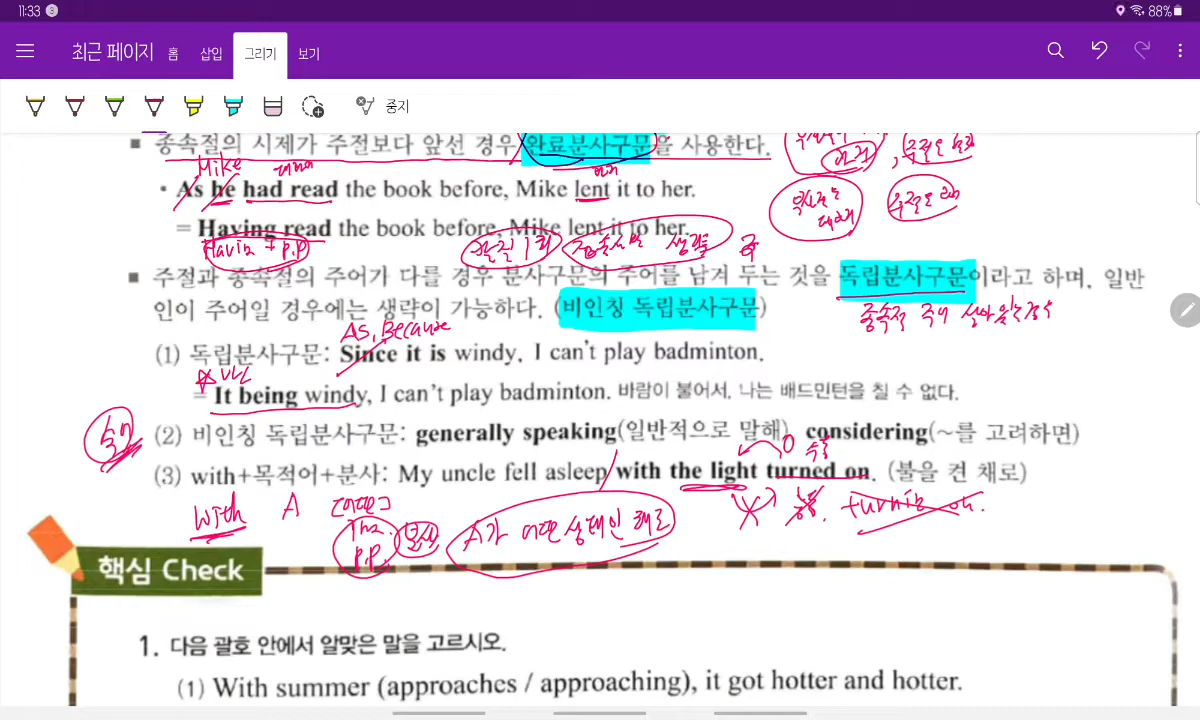 11:33 88%
최근 페이지 홈 삽입 그리기 보기
중지
■ 종속절의 시제가 주절보다 앞선 경우 완료분사구문을 사용한다.
Mike
• As he had read the book before, Mike lent it to her.
= Having read the book before, Mike lent it to her.
Havin + p.p 생략
■ 주절과 종속절의 주어가 다를 경우 분사구문의 주어를 남겨 두는 것을 독립분사구문이라고 하며, 일반
인이 주어일 경우에는 생략이 가능하다. (비인칭 독립분사구문)
As, Because
(1) 독립분사구문: Since it is windy, I can't play badminton.
= It being windy, I can't play badminton. 바람이 불어서, 나는 배드민턴을 칠 수 없다.
(2) 비인칭 독립분사구문: generally speaking(일반적으로 말해), considering(~를 고려하면)
(3) with+목적어+분사: My uncle fell asleep with the light turned on. (불을 켠 채로)
with A A가 어떤 상태인 채로 turning on.
p.p. 분사
핵심 Check
1. 다음 괄호 안에서 알맞은 말을 고르시오.
(1) With summer (approaches / approaching), it got hotter and hotter.